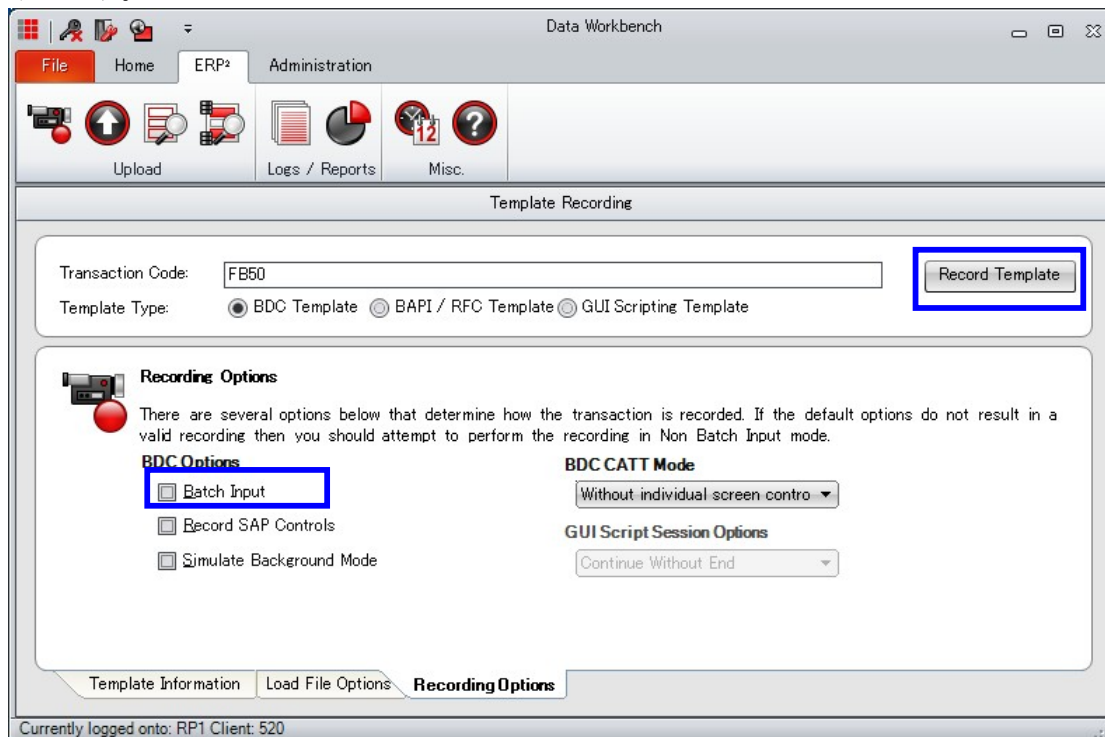 Data Workbench
File Home ERP² Administration
12
Upload Logs / Reports Misc.
Template Recording
Transaction Code: FB50 Record Template
Template Type: BDC Template BAPI / RFC Template GUI Scripting Template
Recording Options
There are several options below that determine how the transaction is recorded. If the default options do not result in a
valid recording then you should attempt to perform the recording in Non Batch Input mode.
BDC Options BDC CATT Mode
Batch Input Without individual screen contro
Record SAP Controls GUI Script Session Options
Simulate Background Mode Continue Without End
Template Information Load File Options Recording Options
Currently logged onto: RP1 Client: 520